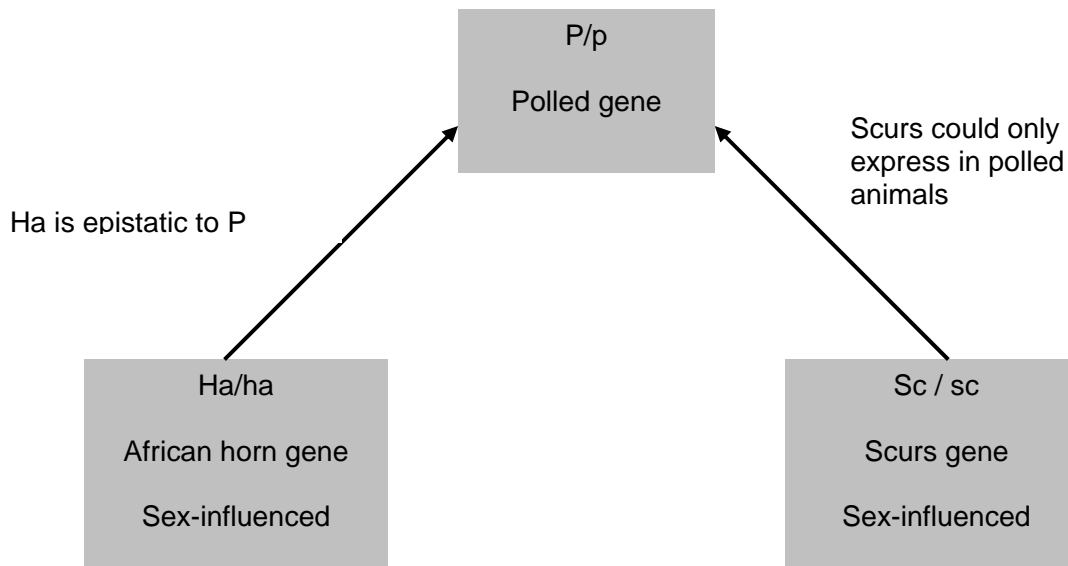 P/p
Polled gene
Scurs could only
express in polled
animals
Ha is epistatic to P
Ha/ha
African horn gene
Sex-influenced
Sc / sc
Scurs gene
Sex-influenced